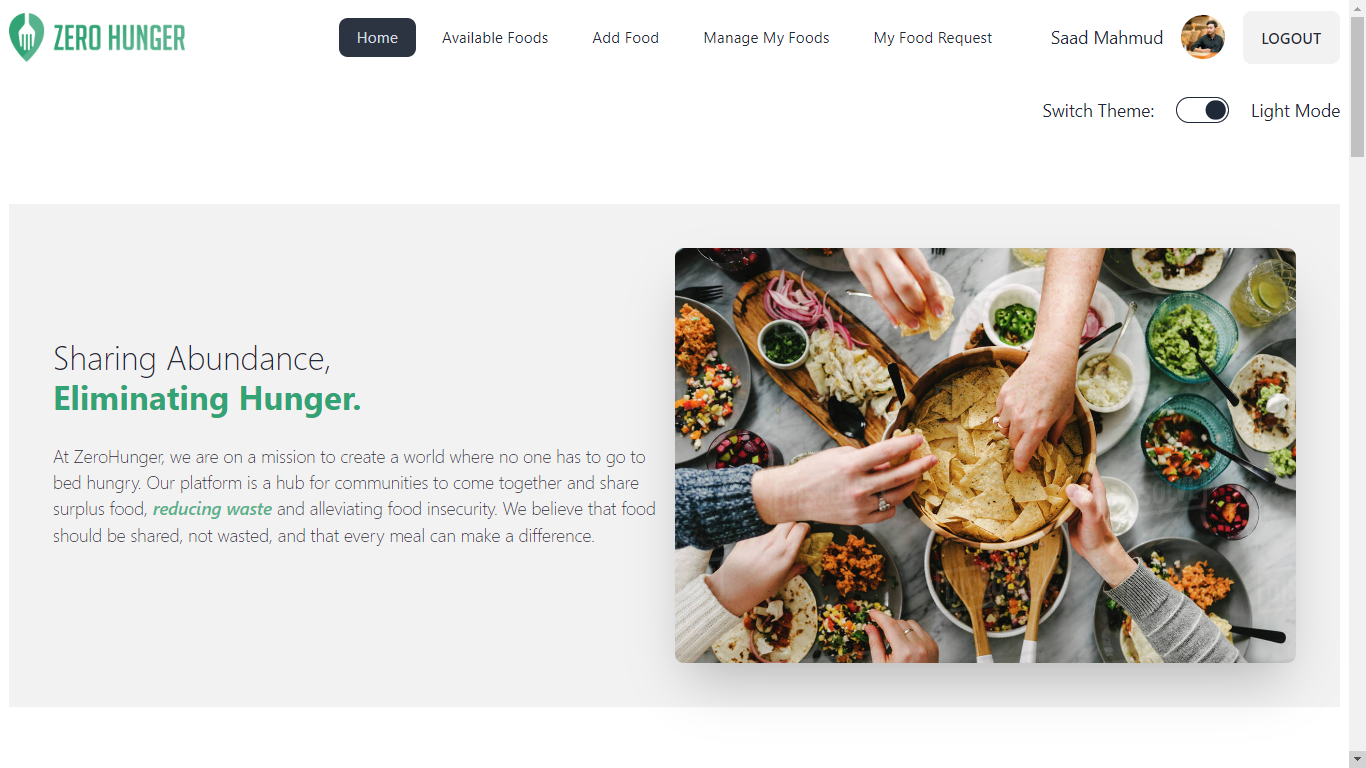 ZERO HUNGER
Home
Available Foods
Add Food
Manage My Foods
My Food Request
Saad Mahmud
LOGOUT
Switch Theme:
Light Mode
Sharing Abundance,
Eliminating Hunger.
At ZeroHunger, we are on a mission to create a world where no one has to go to
bed hungry. Our platform is a hub for communities to come together and share
surplus food, reducing waste and alleviating food insecurity. We believe that food
should be shared, not wasted, and that every meal can make a difference.